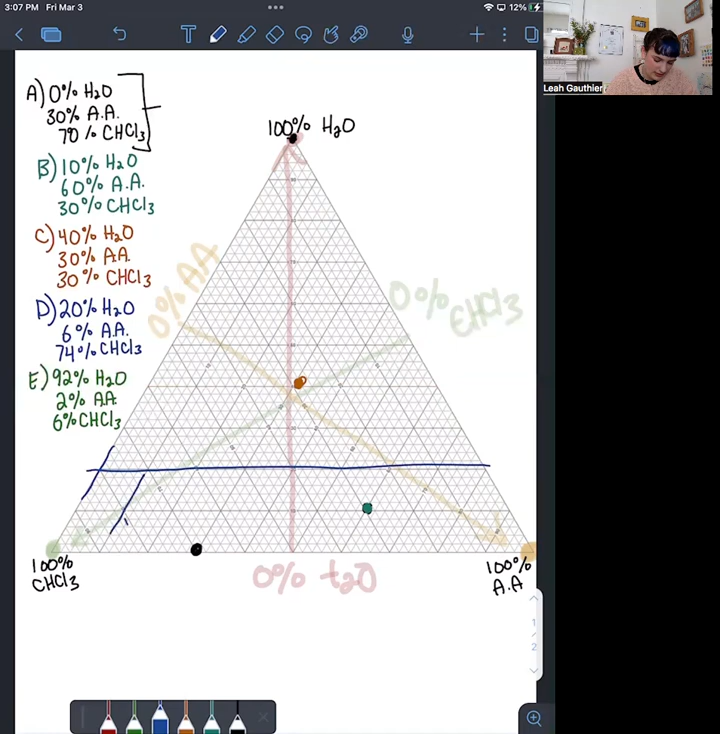 3:07 PM Fri Mar 3
12%
Leah Gauthier
A) 0% H2O
30% A.A.
70% CHCl3
B) 10% H2O
60% A.A.
30% CHCl3
C) 40% H2O
30% A.A.
30% CHCl3
D) 20% H2O
6% A.A.
74% CHCl3
E) 92% H2O
2% A.A
6% CHCl3
100% H2O
0% AA
0% CHCl3
100%
CHCl3
0% H2O
100%
A.A
1
2